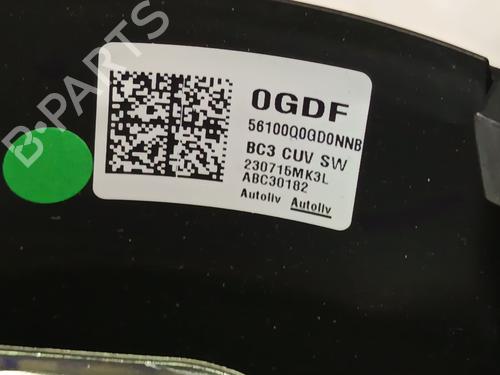 0GDF
56100Q0GD0NNB
BC3 CUV SW
230715MK3L
ABC30182
Autoliv Autoliv
B-PARTS